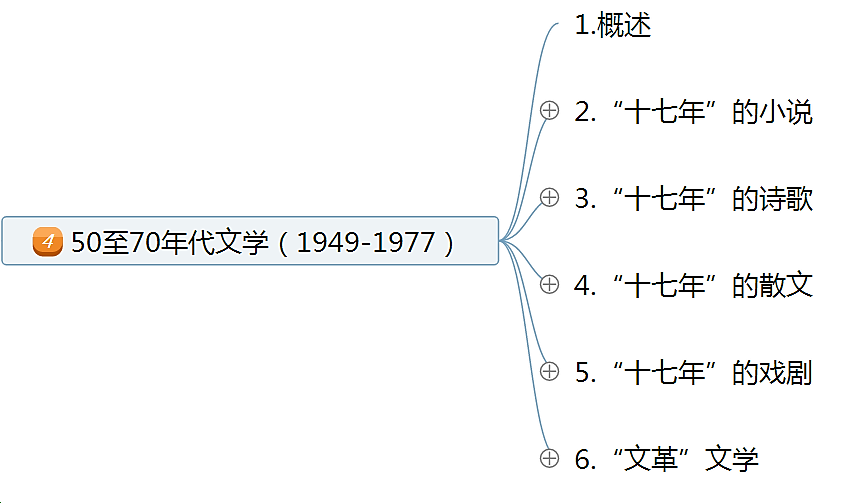 1.概述
2.“十七年”的小说
3.“十七年”的诗歌
4 50至70年代文学（1949-1977）
4.“十七年”的散文
5.“十七年”的戏剧
6.“文革”文学